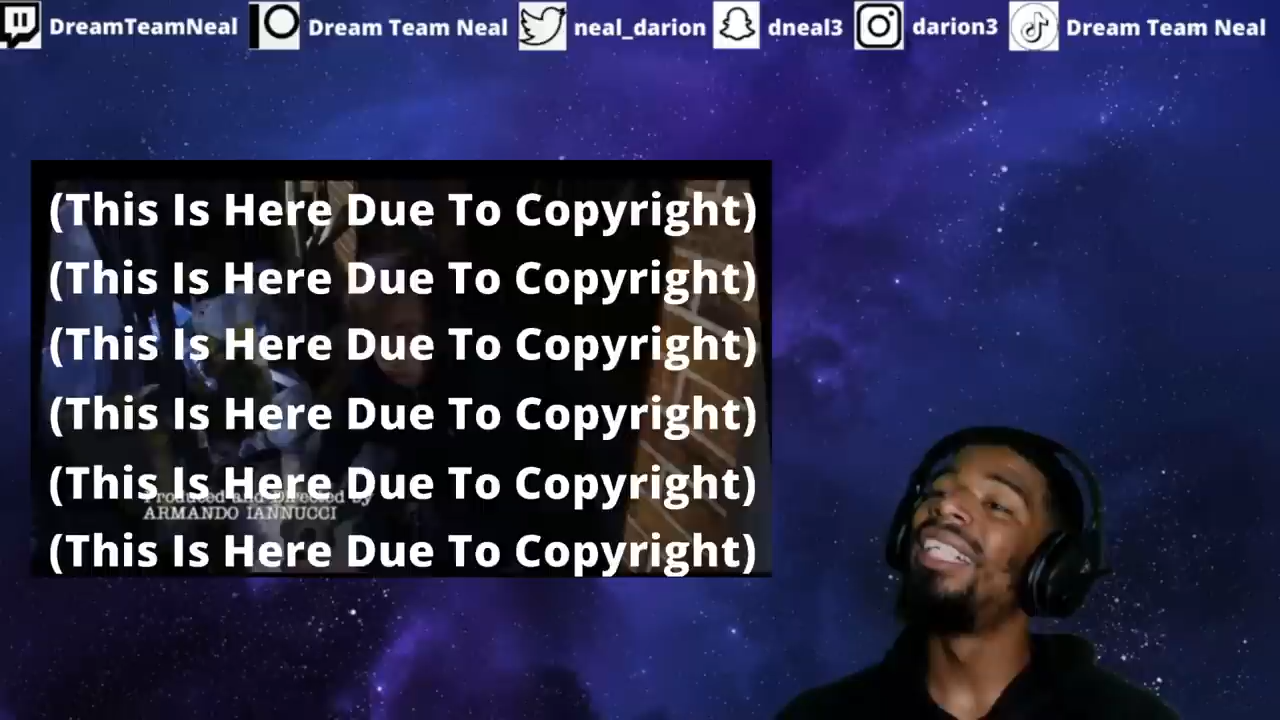 DreamTeamNeal Dream Team Neal neal_darion dneal3 darion3 Dream Team Neal
(This Is Here Due To Copyright)
(This Is Here Due To Copyright)
(This Is Here Due To Copyright)
(This Is Here Due To Copyright)
(This Is Here Due To Copyright)
Produced and Directed by
ARMANDO IANNUCCI
(This Is Here Due To Copyright)